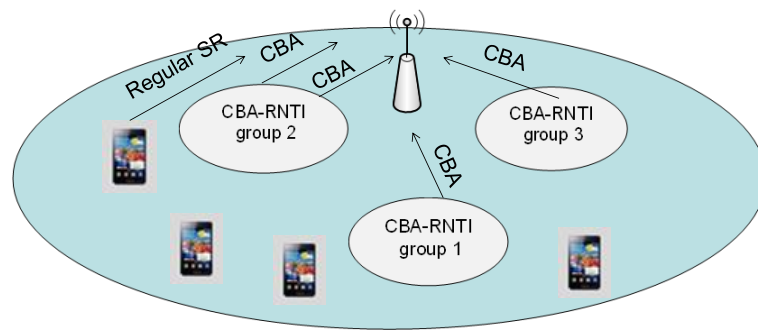 Regular SR
CBA
CBA
CBA
CBA-RNTI
group 2
CBA-RNTI
group 3
CBA
CBA-RNTI
group 1